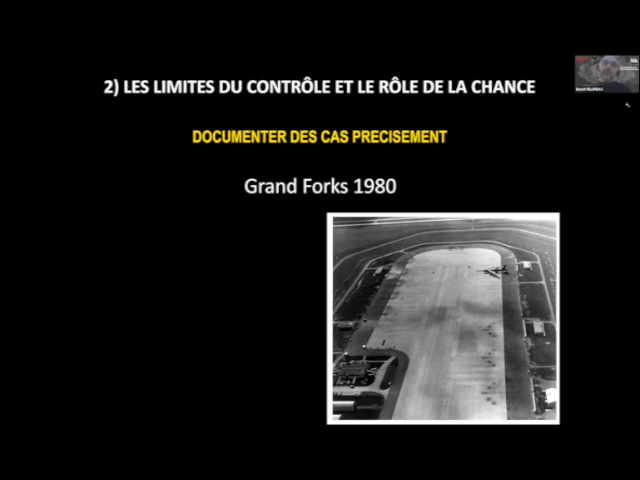 2) LES LIMITES DU CONTRÔLE ET LE RÔLE DE LA CHANCE
DOCUMENTER DES CAS PRECISEMENT
Grand Forks 1980